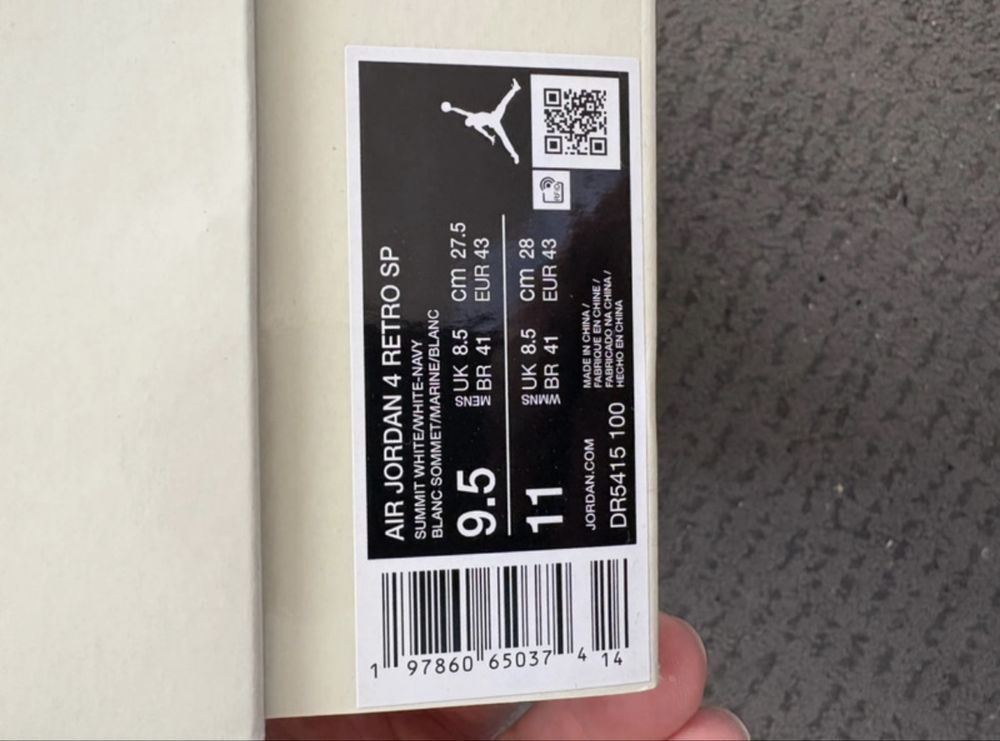 AIR JORDAN 4 RETRO SP
SUMMIT WHITE/WHITE-NAVY
BLANC SOMMET/MARINE/BLANC
9.5 MENS UK 8.5 cm 27.5
BR 41 EUR 43
11 WMNS UK 8.5 cm 28
BR 41 EUR 43
JORDAN.COM
DR5415 100
MADE IN CHINA /
FABRIQUE EN CHINE /
FABRICADO NA CHINA /
HECHO EN CHINA
RFID
1 97860 65037 4 14